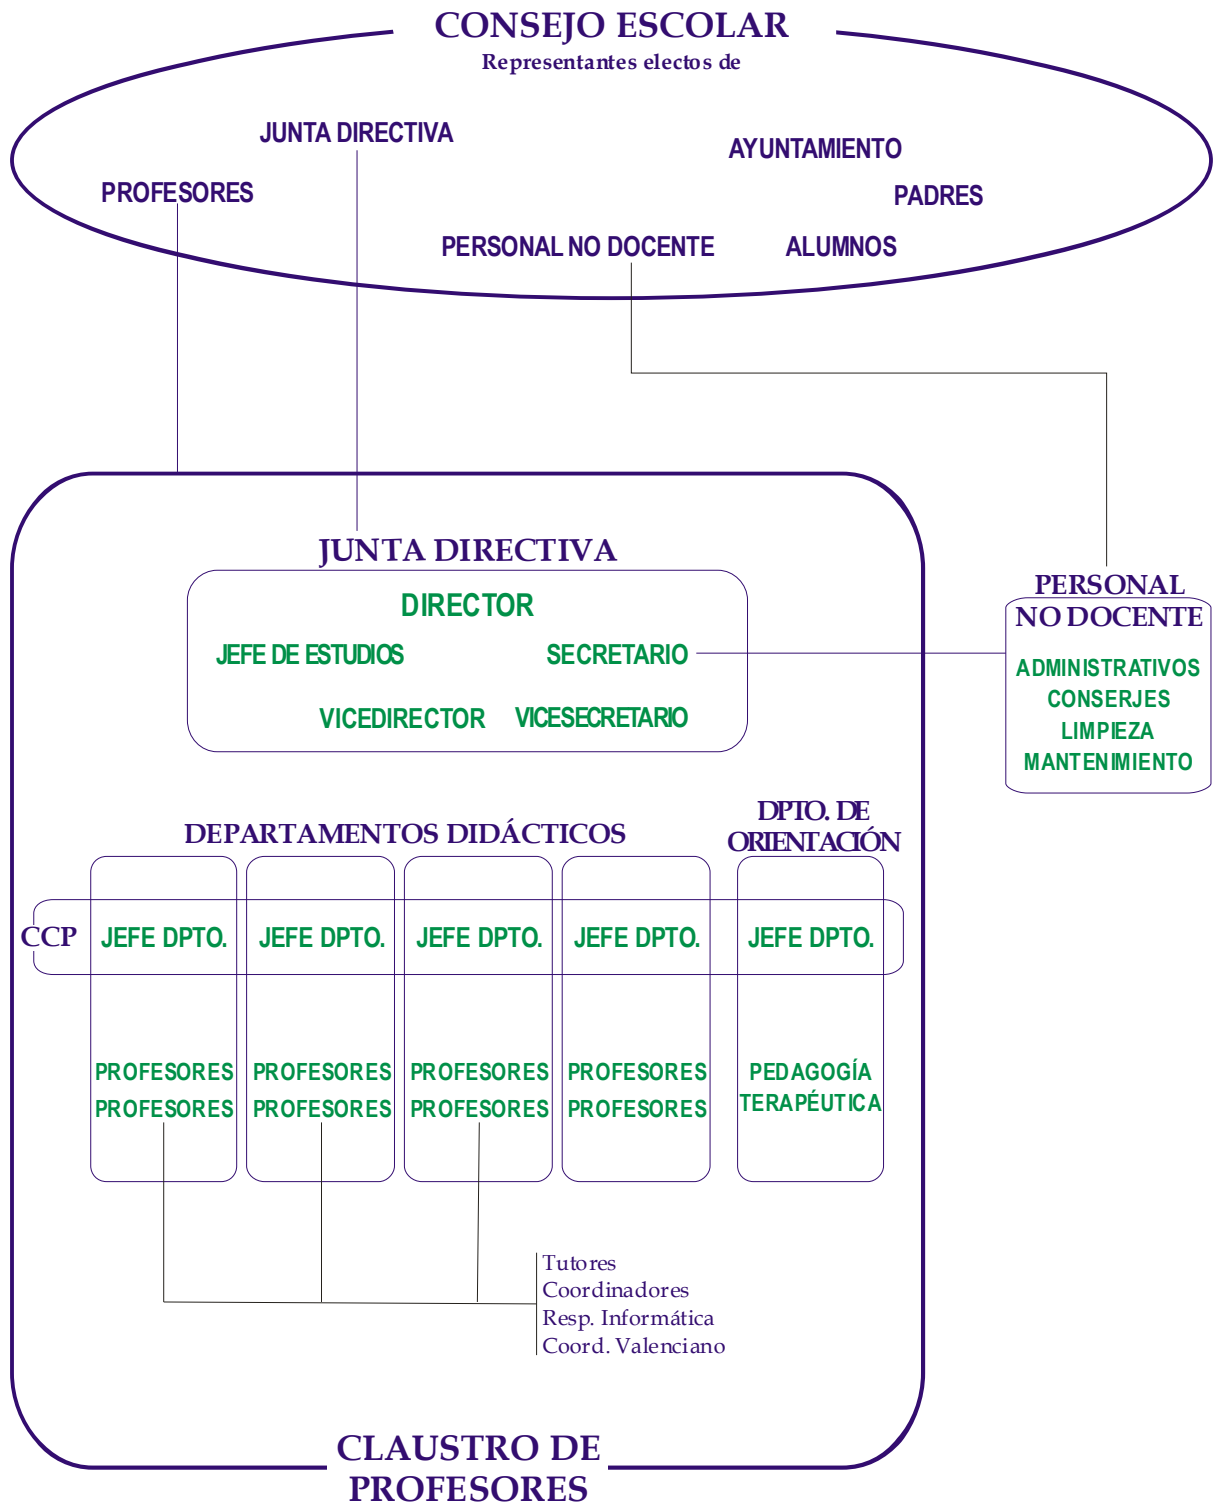 CONSEJO ESCOLAR
Representantes electos de
JUNTA DIRECTIVA
AYUNTAMIENTO
PROFESORES
PADRES
PERSONAL NO DOCENTE
ALUMNOS
JUNTA DIRECTIVA
DIRECTOR
JEFE DE ESTUDIOS
SECRETARIO
VICEDIRECTOR
VICESECRETARIO
PERSONAL
NO DOCENTE
ADMINISTRATIVOS
CONSERJES
LIMPIEZA
MANTENIMIENTO
DEPARTAMENTOS DIDÁCTICOS
DPTO. DE
ORIENTACIÓN
CCP
JEFE DPTO.
JEFE DPTO.
JEFE DPTO.
JEFE DPTO.
JEFE DPTO.
PROFESORES
PROFESORES
PROFESORES
PROFESORES
PROFESORES
PROFESORES
PROFESORES
PROFESORES
PEDAGOGÍA
TERAPÉUTICA
Tutores
Coordinadores
Resp. Informática
Coord. Valenciano
CLAUSTRO DE
PROFESORES